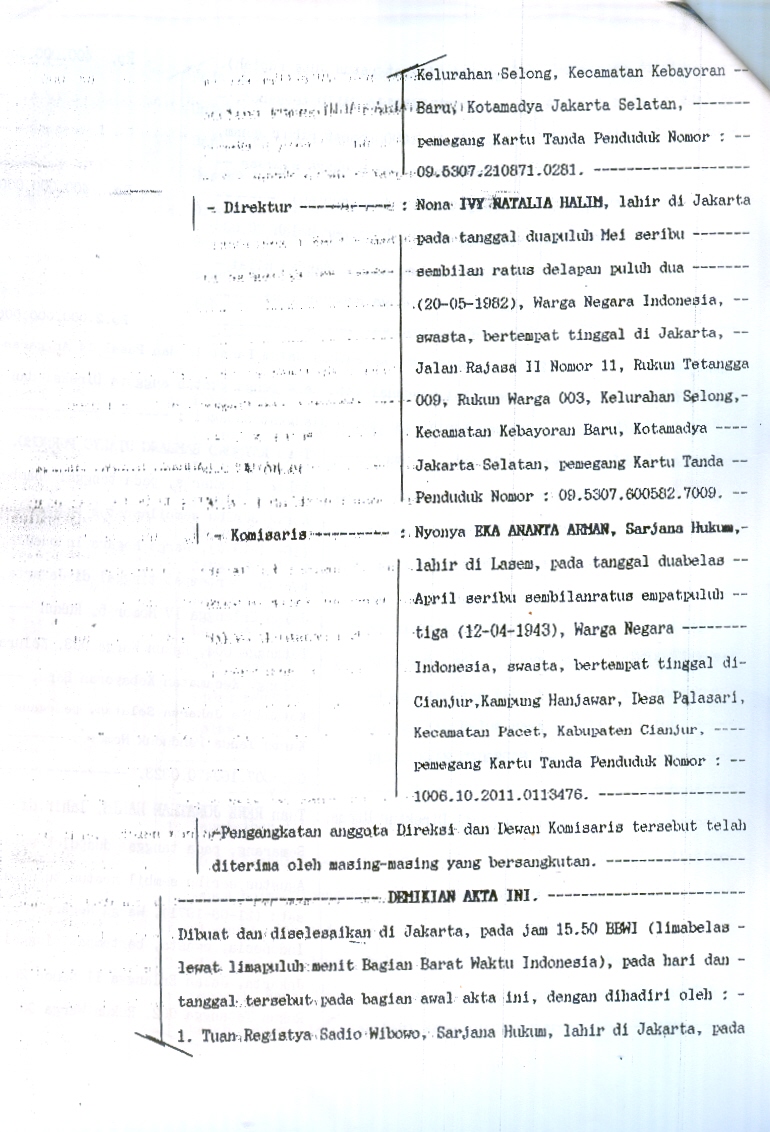 Kelurahan Selong, Kecamatan Kebayoran --
Baru, Kotamadya Jakarta Selatan, -------
pemegang Kartu Tanda Penduduk Nomor : --
09.5307.210871.0281. -------------------
- Direktur ----------- : Nona IVY NATALIA HALIM, lahir di Jakarta
pada tanggal duapuluh Mei seribu -------
sembilan ratus delapan puluh dua -------
(20-05-1982), Warga Negara Indonesia, --
swasta, bertempat tinggal di Jakarta, --
Jalan Rajasa II Nomor 11, Rukun Tetangga
009, Rukun Warga 003, Kelurahan Selong,-
Kecamatan Kebayoran Baru, Kotamadya ----
Jakarta Selatan, pemegang Kartu Tanda --
Penduduk Nomor : 09.5307.600582.7009. --
- Komisaris --------- : Nyonya EKA ANANTA ARMAN, Sarjana Hukum,-
lahir di Lasem, pada tanggal duabelas --
April seribu sembilanratus empatpuluh --
tiga (12-04-1943), Warga Negara --------
Indonesia, swasta, bertempat tinggal di-
Cianjur,Kampung Hanjawar, Desa Palasari,
Kecamatan Pacet, Kabupaten Cianjur, ----
pemegang Kartu Tanda Penduduk Nomor : --
1006.10.2011.0113476. ------------------
-Pengangkatan anggota Direksi dan Dewan Komisaris tersebut telah
diterima oleh masing-masing yang bersangkutan. -----------------
------------------------- DEMIKIAN AKTA INI. ------------------------
Dibuat dan diselesaikan di Jakarta, pada jam 15.50 BBWI (limabelas -
lewat limapuluh menit Bagian Barat Waktu Indonesia), pada hari dan -
tanggal tersebut pada bagian awal akta ini, dengan dihadiri oleh : -
1. Tuan Registya Sadio Wibowo, Sarjana Hukum, lahir di Jakarta, pada